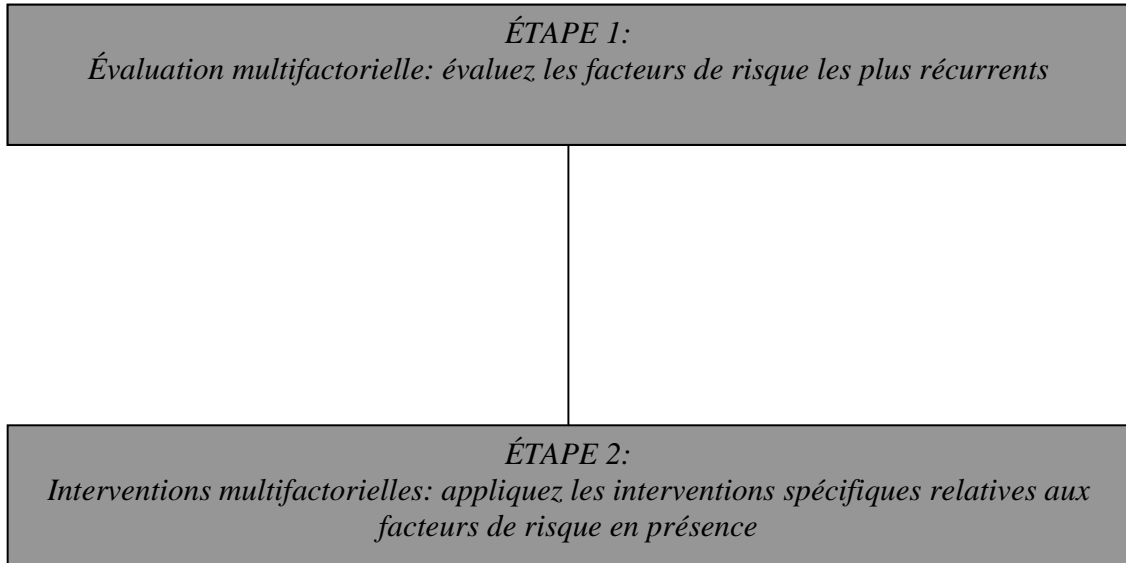 ÉTAPE 1:
Évaluation multifactorielle: évaluez les facteurs de risque les plus récurrents
ÉTAPE 2:
Interventions multifactorielles: appliquez les interventions spécifiques relatives aux
facteurs de risque en présence